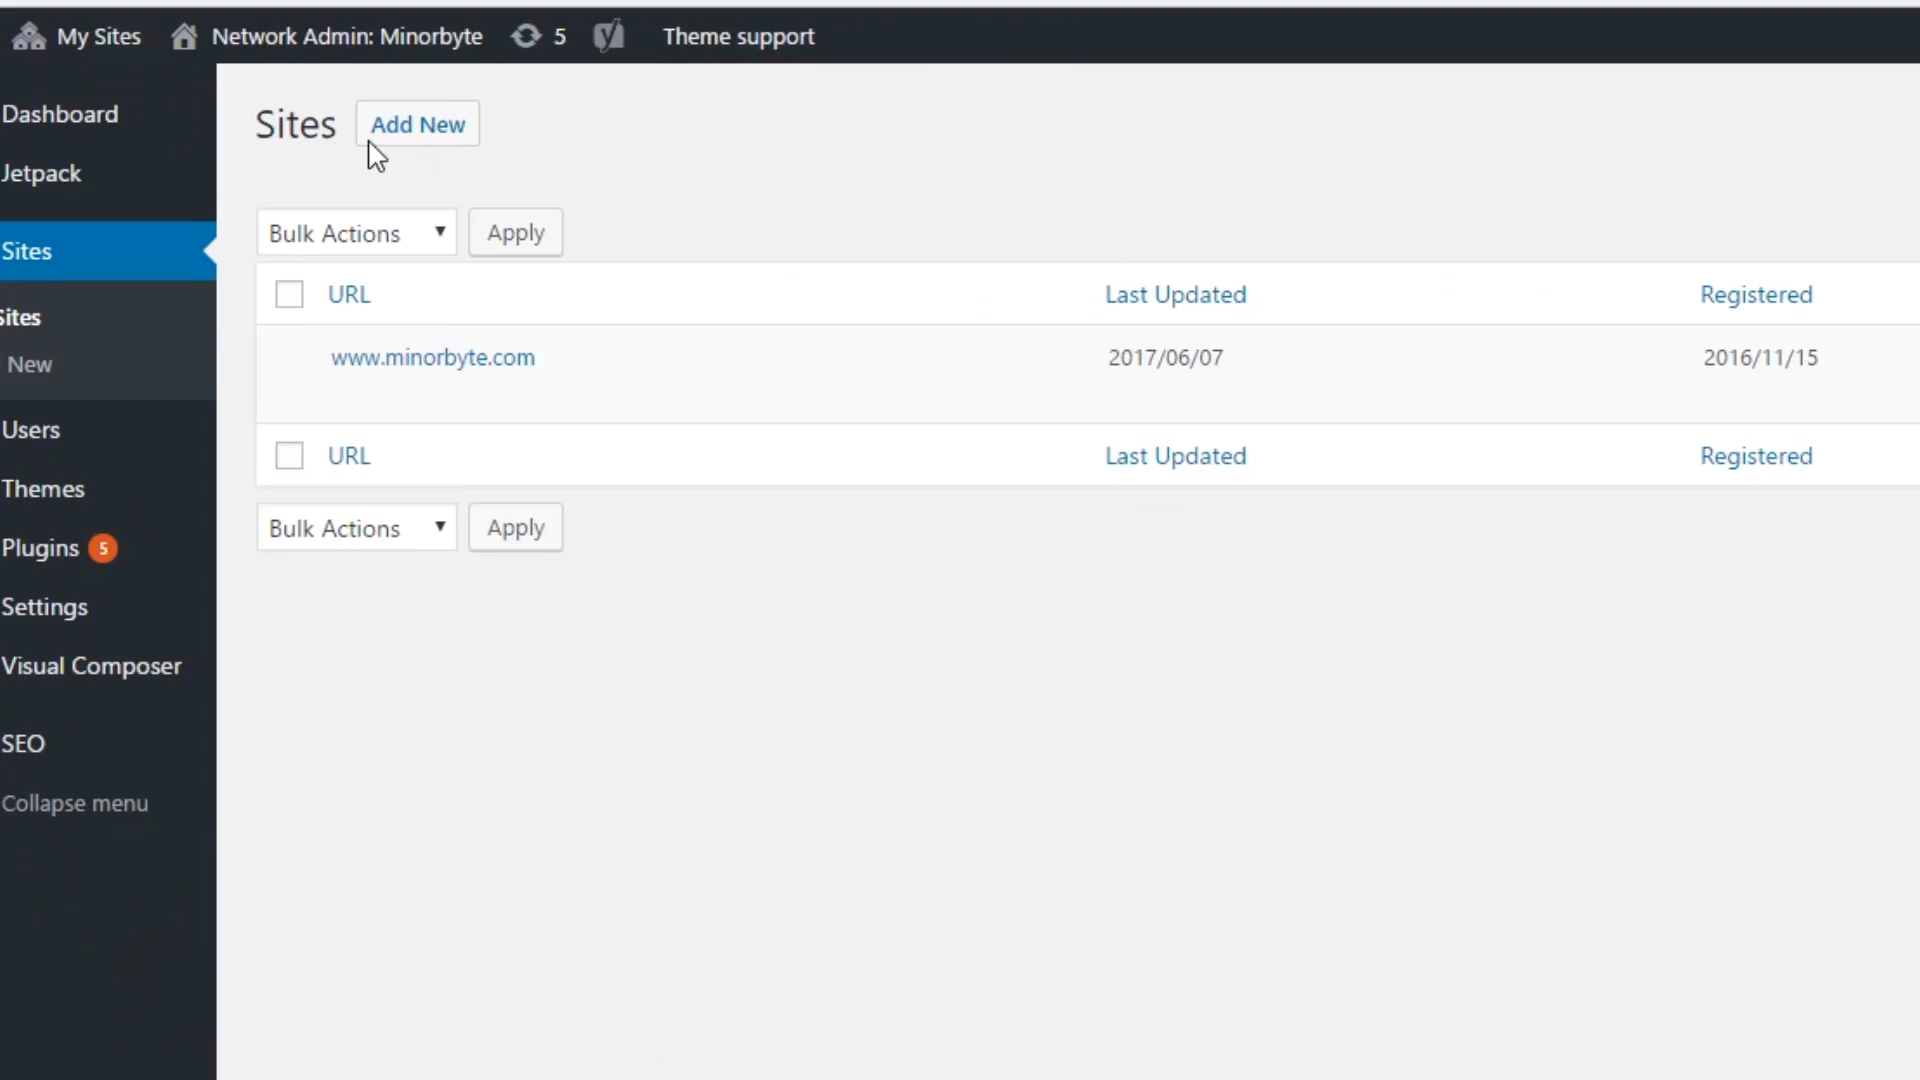 My Sites Network Admin: Minorbyte 5 Theme support
Dashboard
Jetpack
Sites
Sites
New
Users
Themes
Plugins 5
Settings
Visual Composer
SEO
Collapse menu
Sites Add New
Bulk Actions Apply
URL Last Updated Registered
www.minorbyte.com 2017/06/07 2016/11/15
URL Last Updated Registered
Bulk Actions Apply